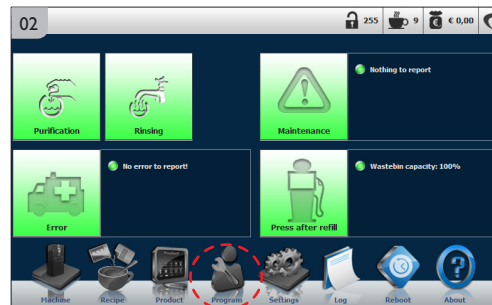 02
255
9
€ 0,00
Purification
Rinsing
Maintenance
Nothing to report
Error
No error to report!
Press after refill
Wastebin capacity: 100%
Machine
Recipe
Product
Program
Settings
Log
Reboot
About